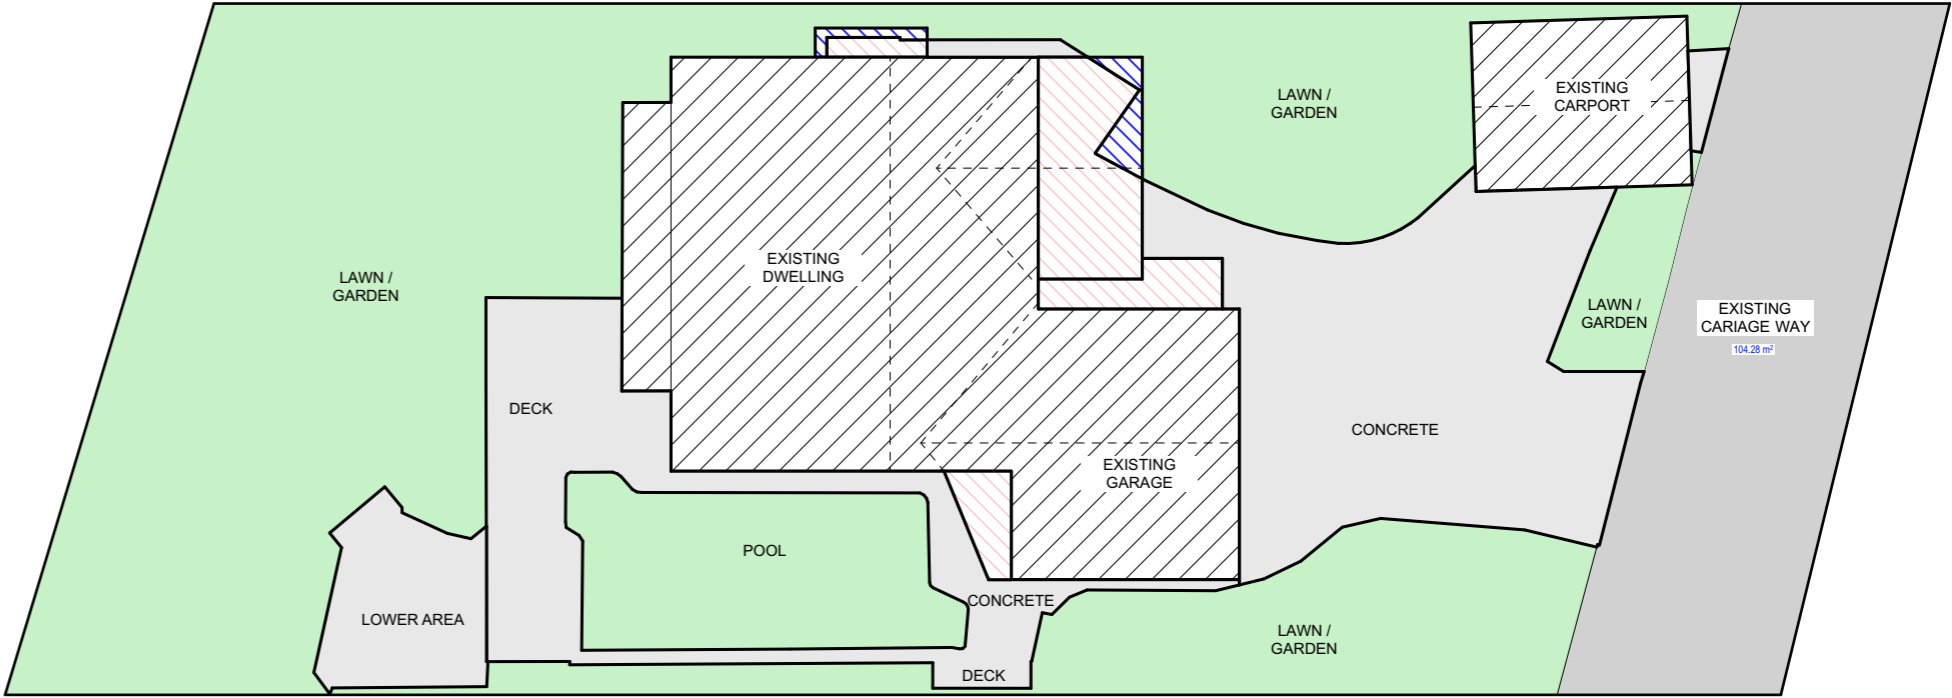 EXISTING
CARPORT
LAWN /
GARDEN
EXISTING
DWELLING
LAWN /
GARDEN
LAWN /
GARDEN
EXISTING
CARIAGE WAY
104.28 m²
DECK
CONCRETE
EXISTING
GARAGE
POOL
CONCRETE
LOWER AREA
LAWN /
GARDEN
DECK